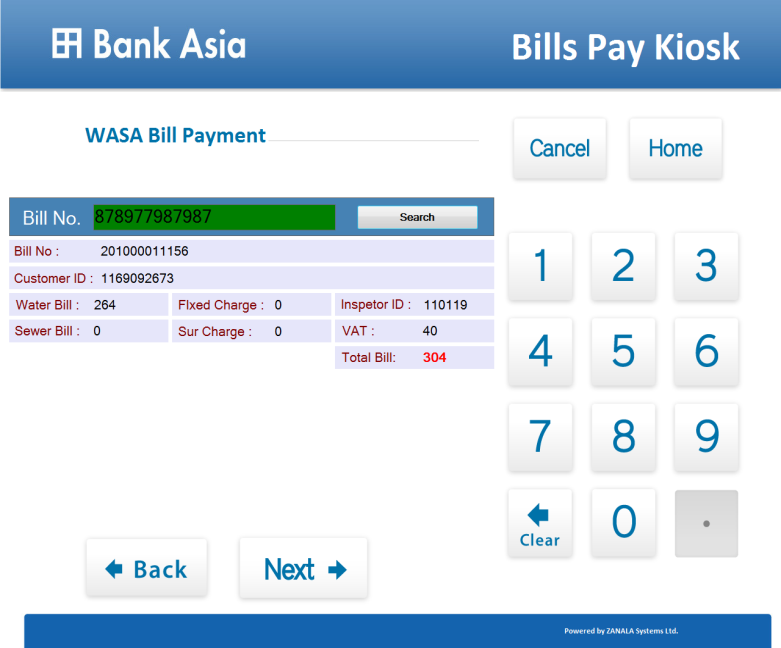 Bank Asia
Bills Pay Kiosk
WASA Bill Payment
Cancel
Home
Bill No. 878977987987 Search
Bill No : 201000011156
Customer ID : 1169092673
Water Bill : 264 FIxed Charge : 0 Inspetor ID : 110119
Sewer Bill : 0 Sur Charge : 0 VAT : 40
Total Bill: 304
1 2 3
4 5 6
7 8 9
Clear 0 .
Back
Next
Powered by ZANALA Systems Ltd.